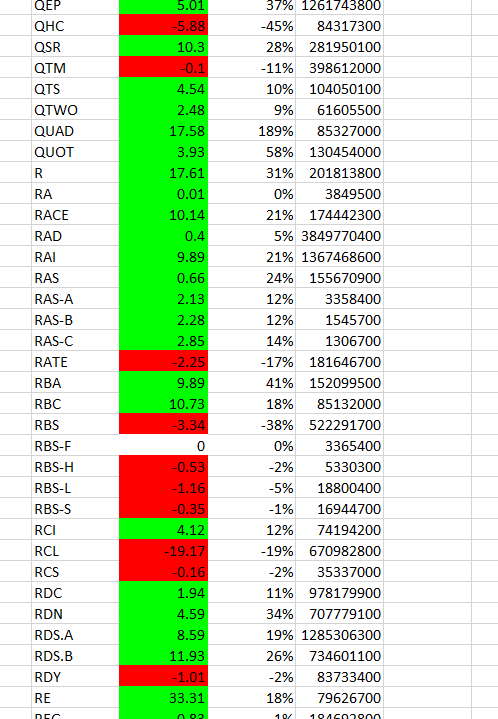 QEP 5.01 37% 1261743800
QHC -5.88 -45% 84317300
QSR 10.3 28% 281950100
QTM -0.1 -11% 398612000
QTS 4.54 10% 104050100
QTWO 2.48 9% 61605500
QUAD 17.58 189% 85327000
QUOT 3.93 58% 130454000
R 17.61 31% 201813800
RA 0.01 0% 3849500
RACE 10.14 21% 174442300
RAD 0.4 5% 3849770400
RAI 9.89 21% 1367468600
RAS 0.66 24% 155670900
RAS-A 2.13 12% 3358400
RAS-B 2.28 12% 1545700
RAS-C 2.85 14% 1306700
RATE -2.25 -17% 181646700
RBA 9.89 41% 152099500
RBC 10.73 18% 85132000
RBS -3.34 -38% 522291700
RBS-F 0 0% 3365400
RBS-H -0.53 -2% 5330300
RBS-L -1.16 -5% 18800400
RBS-S -0.35 -1% 16944700
RCI 4.12 12% 74194200
RCL -19.17 -19% 670982800
RCS -0.16 -2% 35337000
RDC 1.94 11% 978179900
RDN 4.59 34% 707779100
RDS.A 8.59 19% 1285306300
RDS.B 11.93 26% 734601100
RDY -1.01 -2% 83733400
RE 33.31 18% 79626700